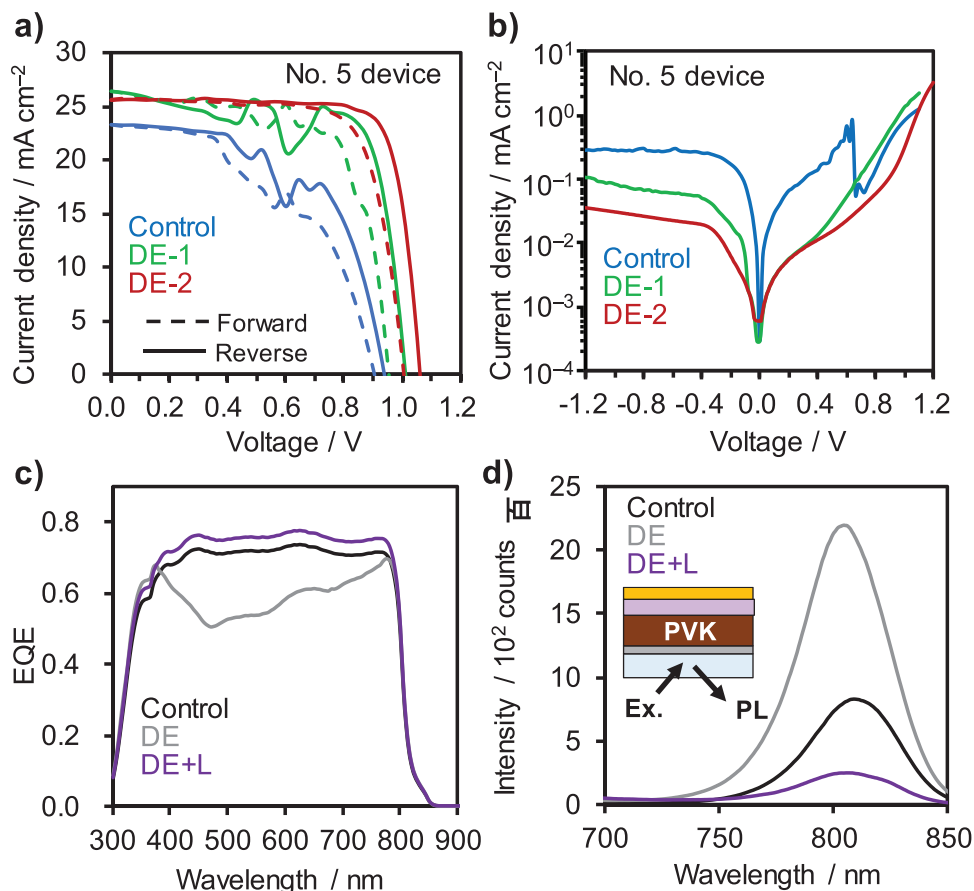 a)
30
25
20
15
10
5
0
Current density / mA cm–2
No. 5 device
Control
DE-1
DE-2
Forward
Reverse
0.0 0.2 0.4 0.6 0.8 1.0 1.2
Voltage / V
b)
10^1
10^0
10^–1
10^–2
10^–3
10^–4
Current density / mA cm–2
No. 5 device
Control
DE-1
DE-2
-1.2 -0.8 -0.4 0.0 0.4 0.8 1.2
Voltage / V
c)
0.8
0.6
0.4
0.2
0.0
EQE
Control
DE
DE+L
300 400 500 600 700 800 900
Wavelength / nm
d)
25
20
15
10
5
0
Intensity / 10^2 counts
Control
DE
DE+L
PVK
Ex.
PL
700 750 800 850
Wavelength / nm